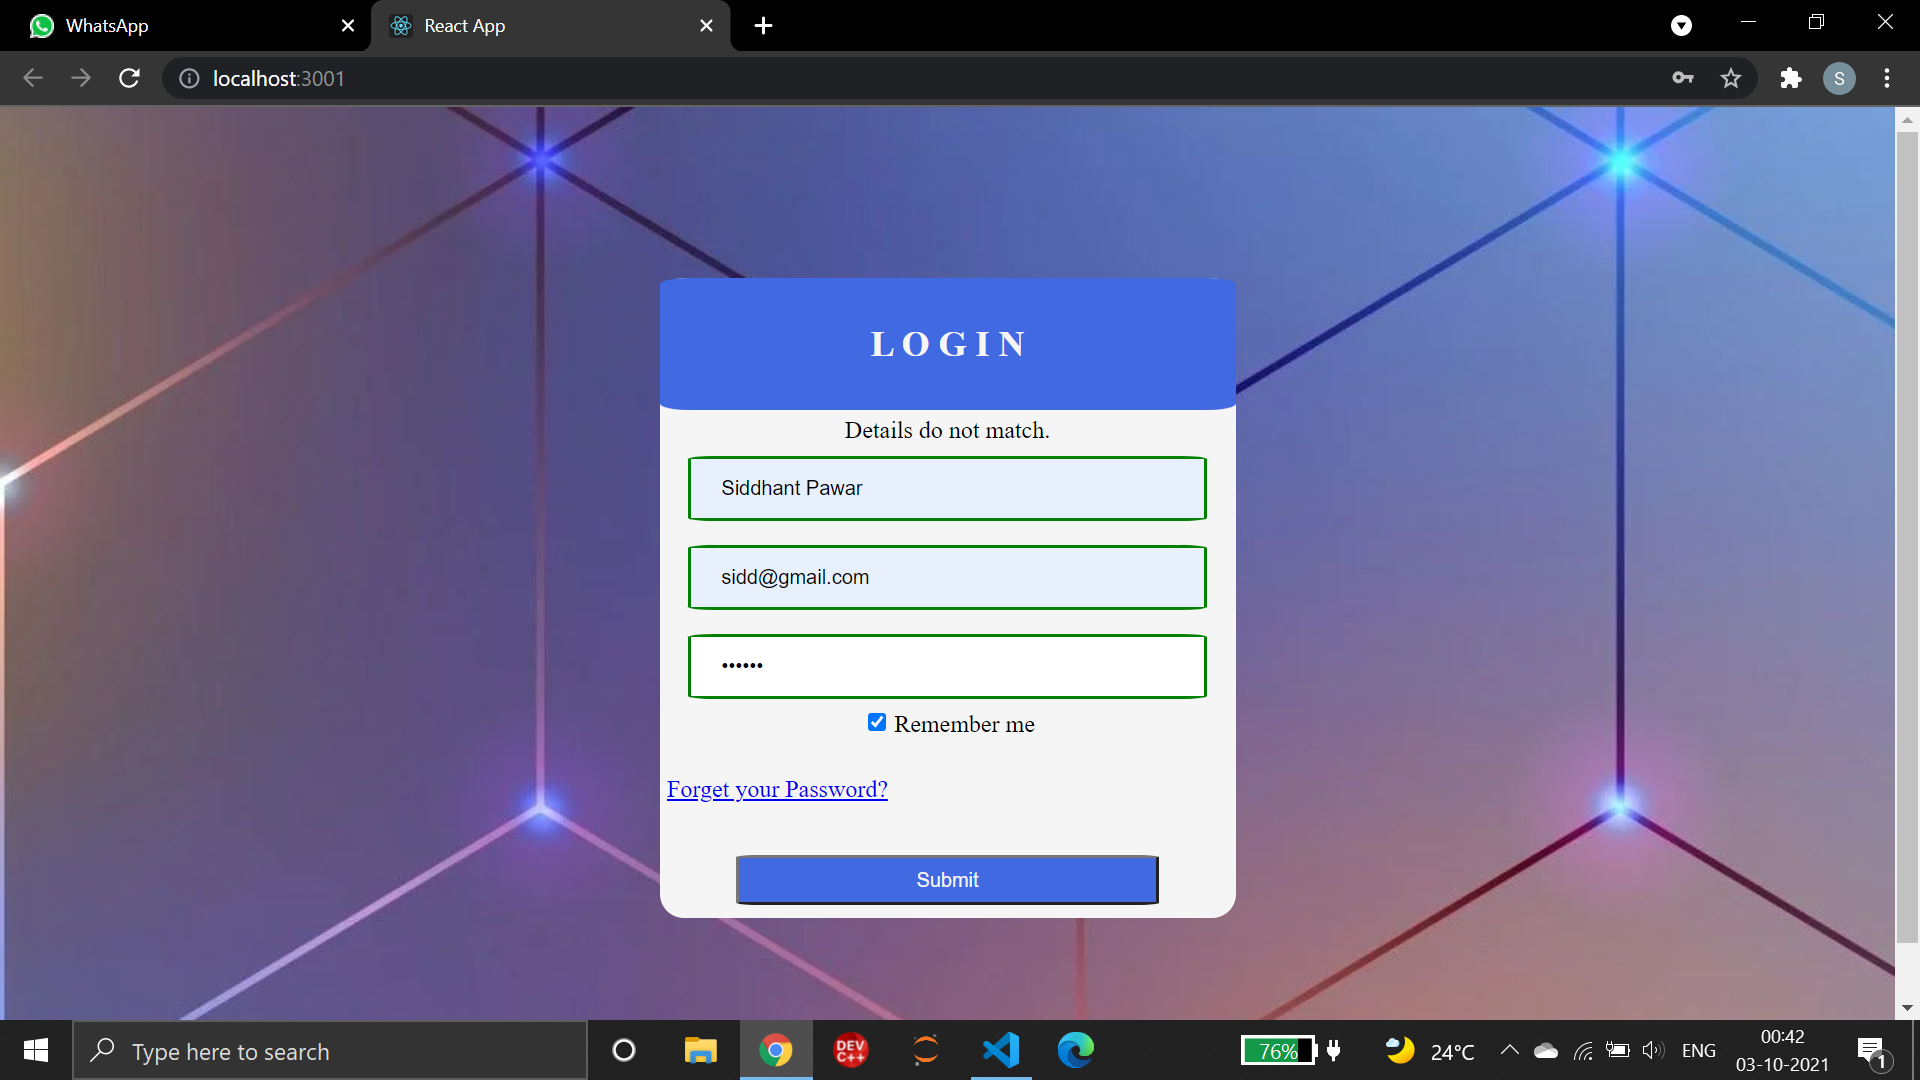 WhatsApp
React App
localhost:3001
S
LOGIN
Details do not match.
Siddhant Pawar
sidd@gmail.com
••••••
Remember me
Forget your Password?
Submit
Type here to search
DEV
C++
76%
24°C
ENG
00:42
03-10-2021
1